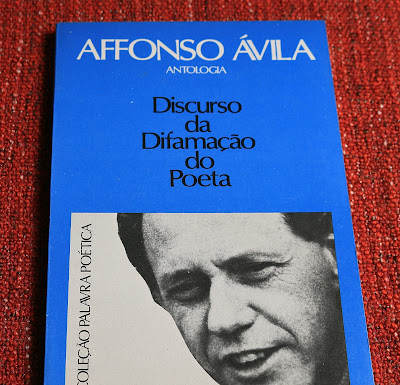 AFFONSO ÁVILA
ANTOLOGIA
Discurso
da
Difamação
do
Poeta
COLEÇÃO PALAVRA POÉTICA